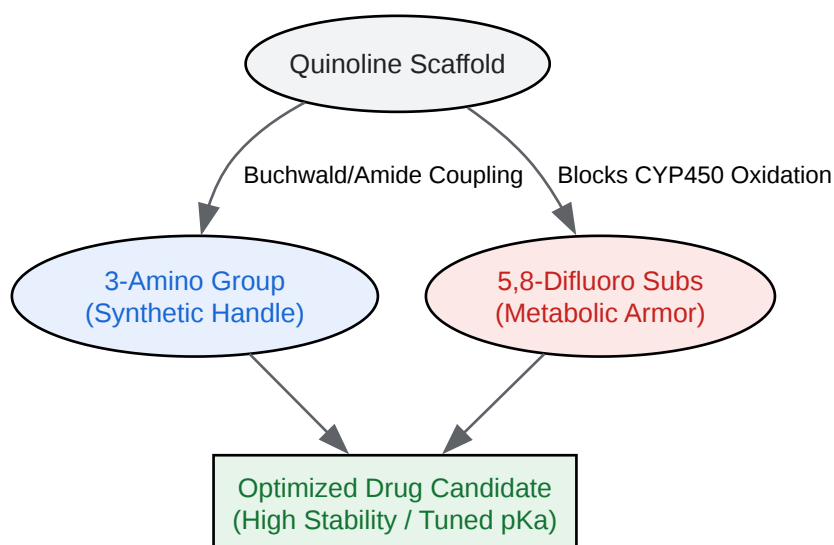 Quinoline Scaffold
Buchwald/Amide Coupling
Blocks CYP450 Oxidation
3-Amino Group
(Synthetic Handle)
5,8-Difluoro Subs
(Metabolic Armor)
Optimized Drug Candidate
(High Stability / Tuned pKa)